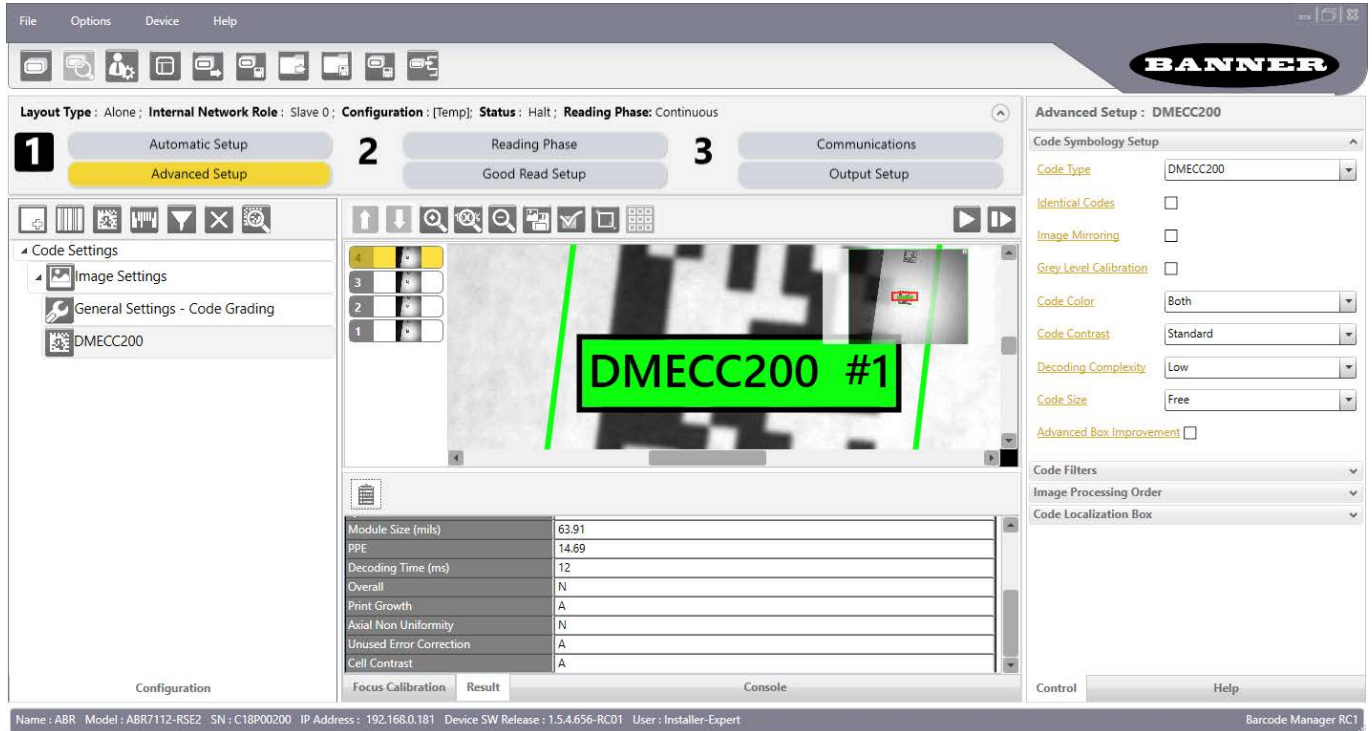 File Options Device Help
BANNER
Layout Type : Alone ; Internal Network Role : Slave 0 ; Configuration : [Temp]; Status : Halt ; Reading Phase: Continuous
1 Automatic Setup
Advanced Setup
2 Reading Phase
Good Read Setup
3 Communications
Output Setup
Code Settings
Image Settings
General Settings - Code Grading
DMECC200
Configuration
4
3
2
1
DMECC200 #1
Module Size (mils) 63.91
PPE 14.69
Decoding Time (ms) 12
Overall N
Print Growth A
Axial Non Uniformity N
Unused Error Correction A
Cell Contrast A
Focus Calibration Result Console
Advanced Setup : DMECC200
Code Symbology Setup
Code Type DMECC200
Identical Codes
Image Mirroring
Grey Level Calibration
Code Color Both
Code Contrast Standard
Decoding Complexity Low
Code Size Free
Advanced Box Improvement
Code Filters
Image Processing Order
Code Localization Box
Control Help
Name : ABR Model : ABR7112-RSE2 SN : C18P00200 IP Address : 192.168.0.181 Device SW Release : 1.5.4.656-RC01 User : Installer-Expert Barcode Manager RC1